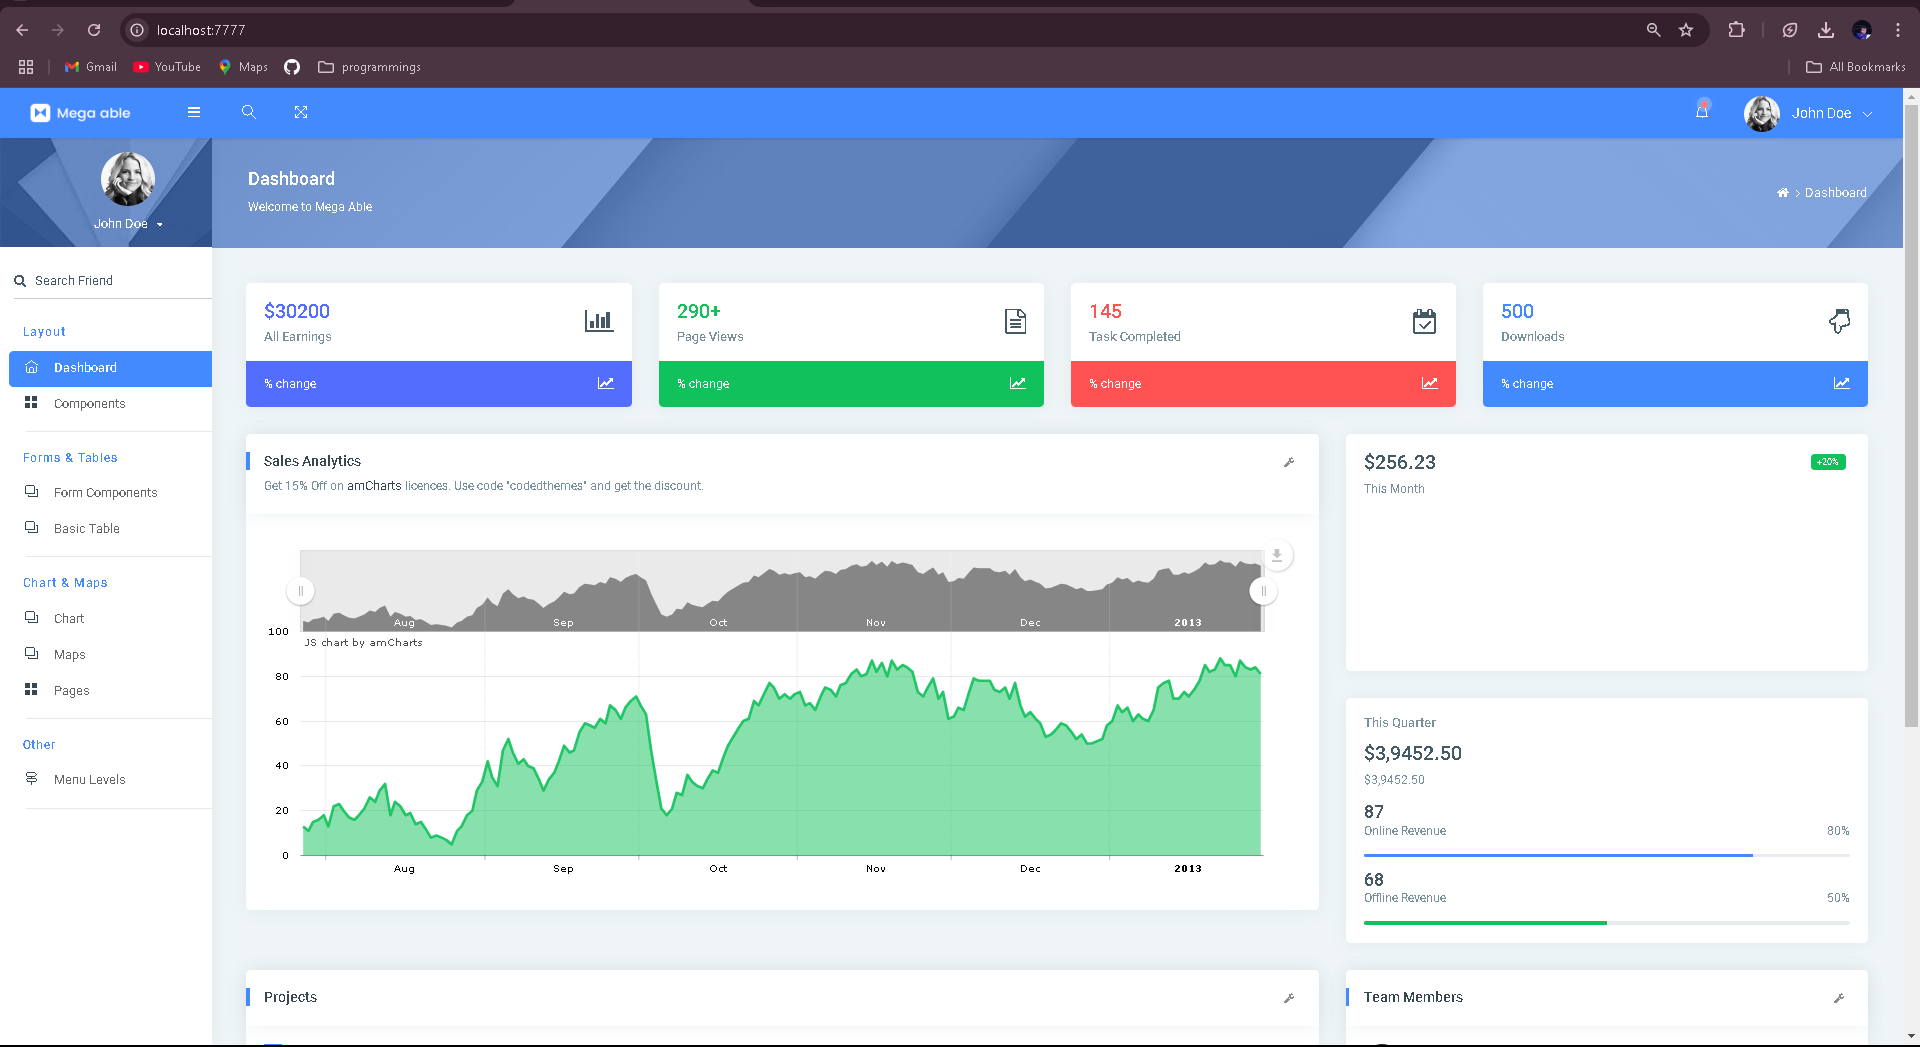 localhost:7777
Gmail
YouTube
Maps
programmings
All Bookmarks
Mega able
John Doe
John Doe
Dashboard
Welcome to Mega Able
> Dashboard
Search Friend
Layout
Dashboard
Components
Forms & Tables
Form Components
Basic Table
Chart & Maps
Chart
Maps
Pages
Other
Menu Levels
$30200
All Earnings
% change
290+
Page Views
% change
145
Task Completed
% change
500
Downloads
% change
Sales Analytics
Get 15% Off on amCharts licences. Use code "codedthemes" and get the discount.
Aug Sep Oct Nov Dec 2013
JS chart by amCharts
100
80
60
40
20
0
Aug Sep Oct Nov Dec 2013
$256.23
+20%
This Month
This Quarter
$3,9452.50
$3,9452.50
87
Online Revenue 80%
68
Offline Revenue 50%
Projects
Team Members